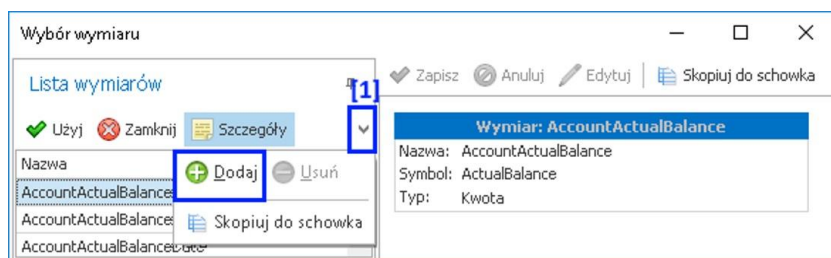 Wybór wymiaru
Lista wymiarów
[1]
Zapisz Anuluj Edytuj Skopiuj do schowka
Użyj Zamknij Szczegóły
Wymiar: AccountActualBalance
Nazwa: AccountActualBalance
Symbol: ActualBalance
Typ: Kwota
Nazwa
Dodaj Usuń
AccountActualBalance
AccountActualBalance
Skopiuj do schowka
AccountActualBalanceDate